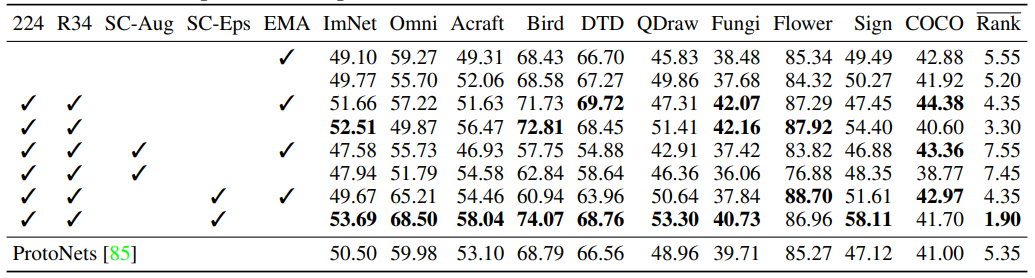 224 R34 SC-Aug SC-Eps EMA ImNet Omni Acraft Bird DTD QDraw Fungi Flower Sign COCO Rank
✓ 49.10 59.27 49.31 68.43 66.70 45.83 38.48 85.34 49.49 42.88 5.55
49.77 55.70 52.06 68.58 67.27 49.86 37.68 84.32 50.27 41.92 5.20
✓ ✓ ✓ 51.66 57.22 51.63 71.73 69.72 47.31 42.07 87.29 47.45 44.38 4.35
✓ ✓ 52.51 49.87 56.47 72.81 68.45 51.41 42.16 87.92 54.40 40.60 3.30
✓ ✓ ✓ ✓ 47.58 55.73 46.93 57.75 54.88 42.91 37.42 83.82 46.88 43.36 7.55
✓ ✓ ✓ 47.94 51.79 54.58 62.84 58.64 46.36 36.06 76.88 48.35 38.77 7.45
✓ ✓ ✓ ✓ 49.67 65.21 54.46 60.94 63.96 50.64 37.84 88.70 51.61 42.97 4.35
✓ ✓ ✓ 53.69 68.50 58.04 74.07 68.76 53.30 40.73 86.96 58.11 41.70 1.90
ProtoNets [85] 50.50 59.98 53.10 68.79 66.56 48.96 39.71 85.27 47.12 41.00 5.35